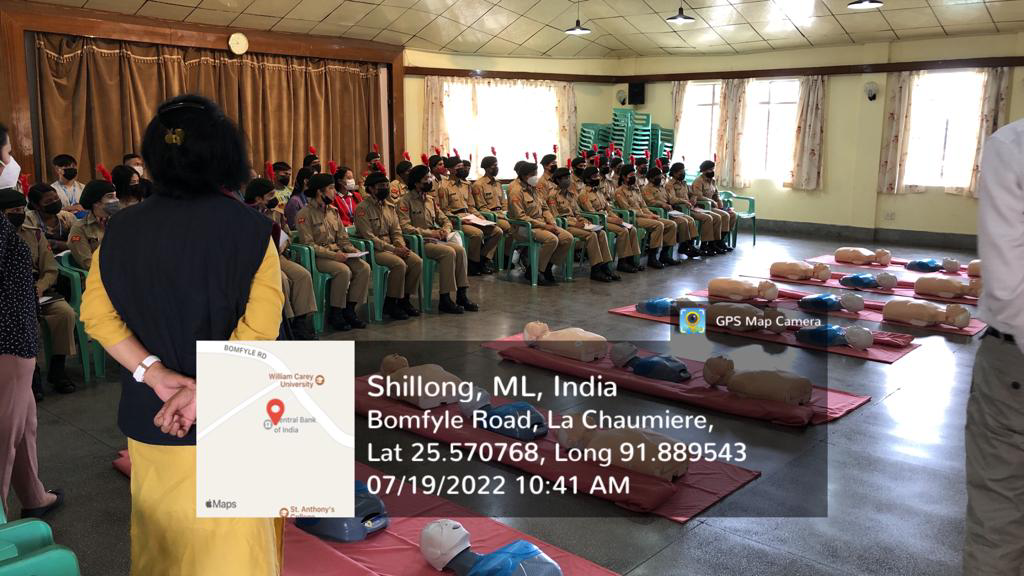 GPS Map Camera
BOMFYLE RD
William Carey
University
entral Bank
of India
Maps
St. Anthony's
Shillong, ML, India
Bomfyle Road, La Chaumiere,
Lat 25.570768, Long 91.889543
07/19/2022 10:41 AM